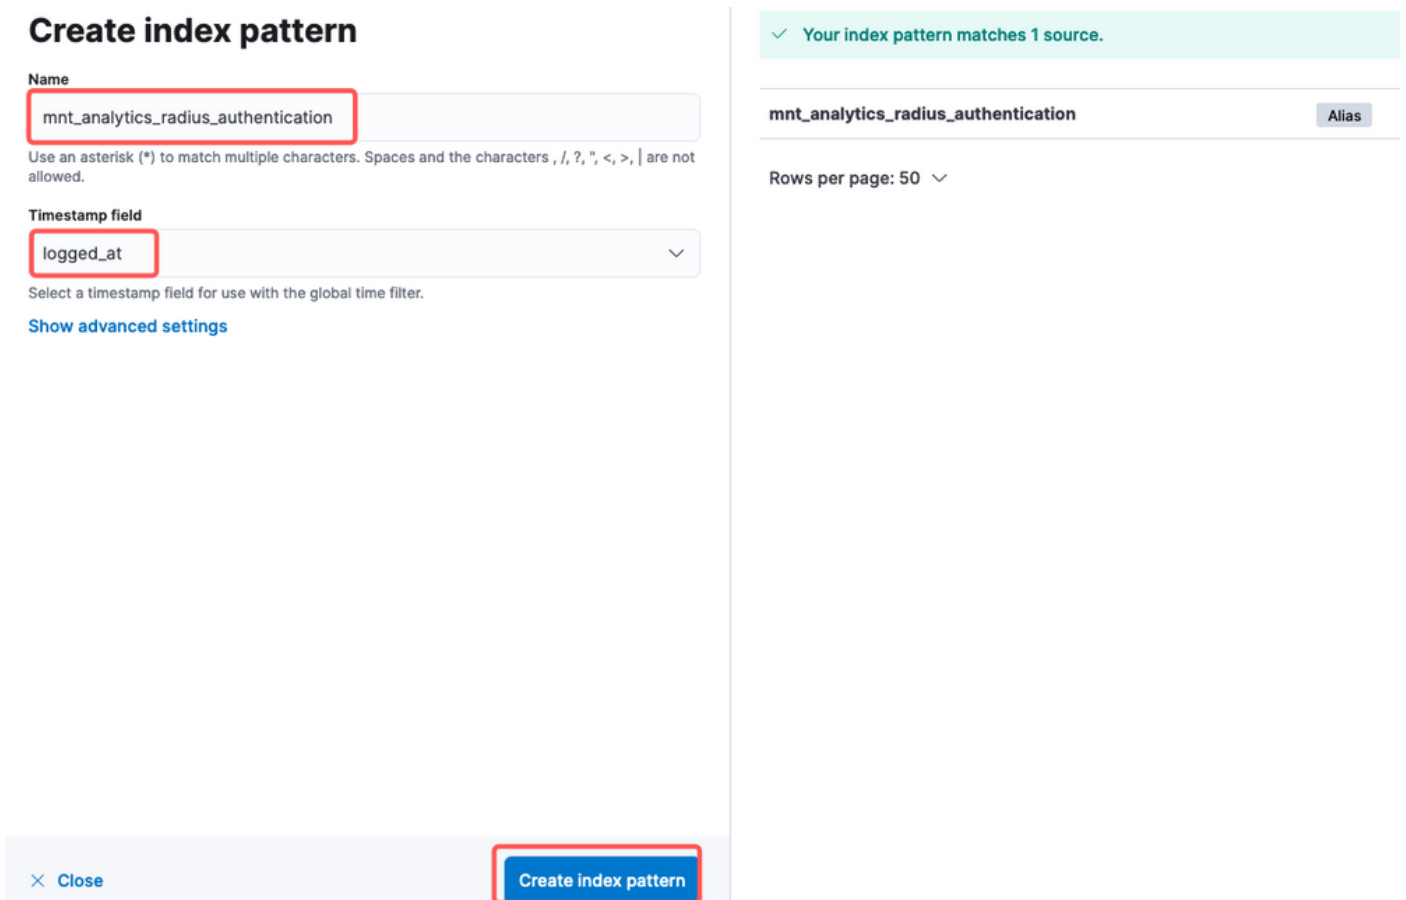 Create index pattern
Name
mnt_analytics_radius_authentication
Use an asterisk (*) to match multiple characters. Spaces and the characters , /, ?, ", <, >, | are not
allowed.
Timestamp field
logged_at
Select a timestamp field for use with the global time filter.
Show advanced settings
Close
Create index pattern
Your index pattern matches 1 source.
mnt_analytics_radius_authentication Alias
Rows per page: 50